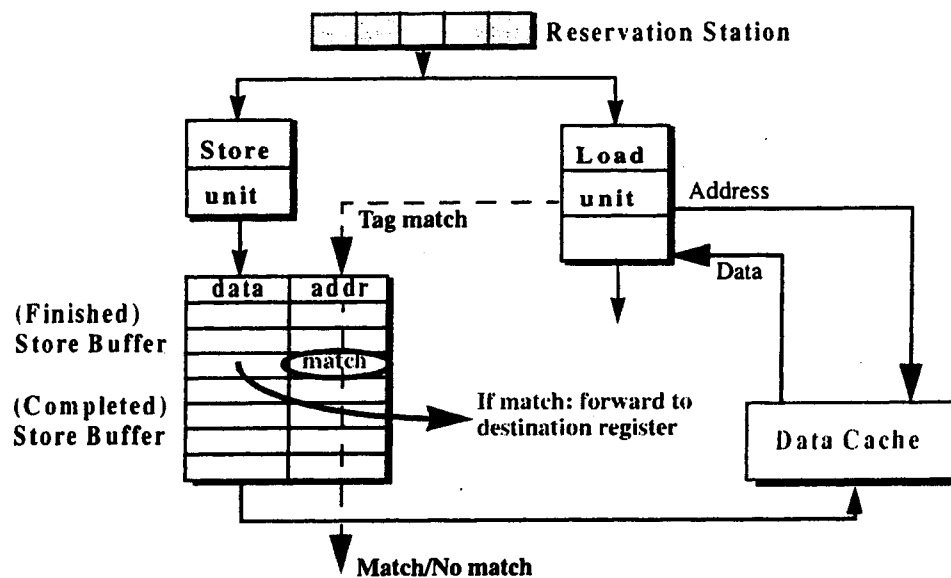 Reservation Station
Store
unit
Load
unit
Address
Tag match
Data
data
addr
(Finished)
Store Buffer
match
(Completed)
Store Buffer
If match: forward to
destination register
Data Cache
Match/No match